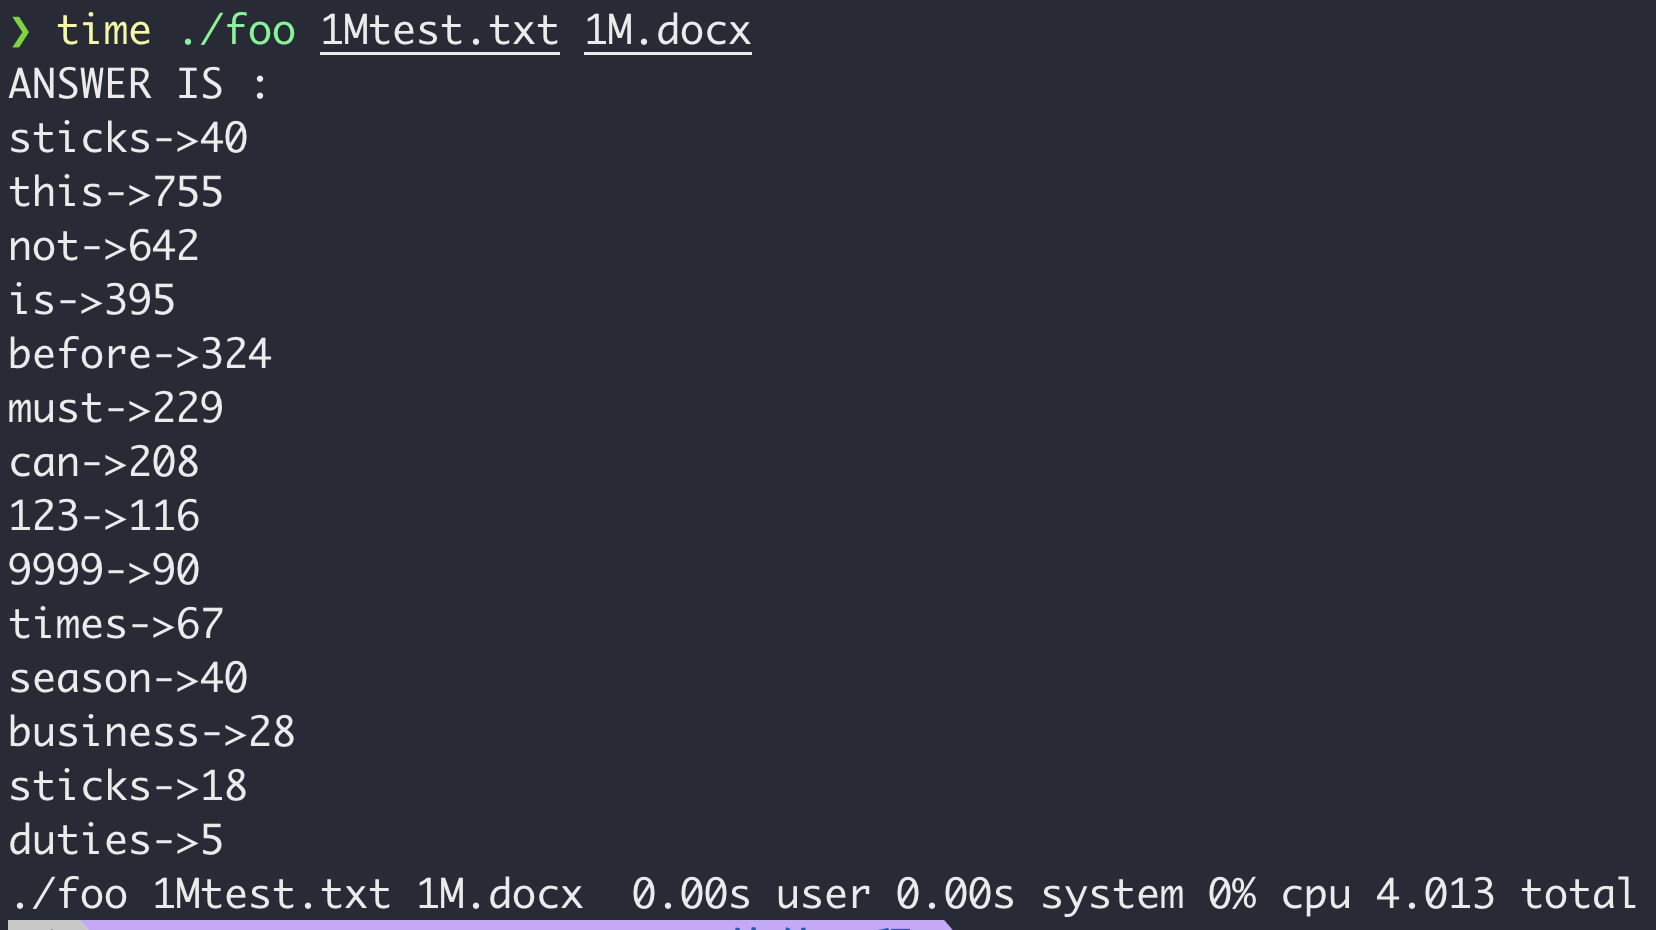 ❯ time ./foo 1Mtest.txt 1M.docx
ANSWER IS :
sticks->40
this->755
not->642
is->395
before->324
must->229
can->208
123->116
9999->90
times->67
season->40
business->28
sticks->18
duties->5
./foo 1Mtest.txt 1M.docx  0.00s user 0.00s system 0% cpu 4.013 total